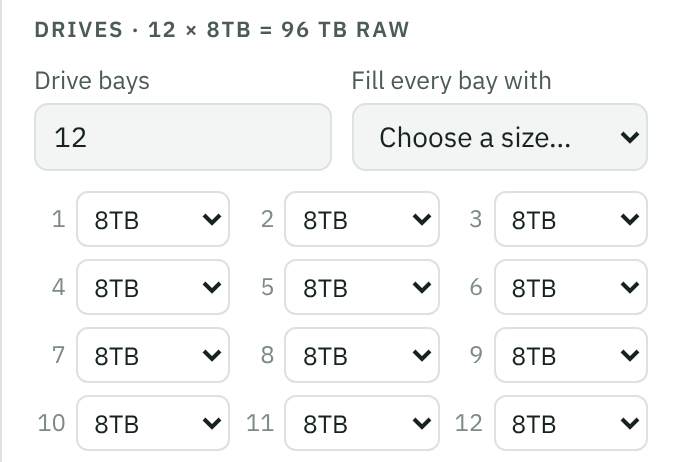 DRIVES · 12 × 8TB = 96 TB RAW
Drive bays Fill every bay with
12 Choose a size...
1 8TB 2 8TB 3 8TB
4 8TB 5 8TB 6 8TB
7 8TB 8 8TB 9 8TB
10 8TB 11 8TB 12 8TB